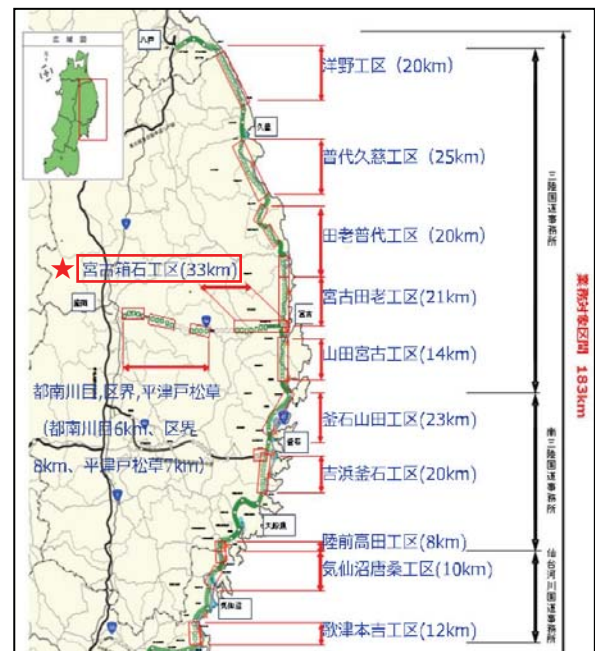 広域図
八戸
洋野工区（20km）
久慈
普代久慈工区（25km）
田老普代工区（20km）
★ 宮古箱石工区(33km)
宮古田老工区(21km)
盛岡
宮古
山田宮古工区(14km)
都南川目,区界,平津戸松草
（都南川目6km、区界
8km、平津戸松草7km）
釜石山田工区(23km)
釜石
吉浜釜石工区(20km)
大船渡
陸前高田工区(8km)
気仙沼唐桑工区(10km)
気仙沼
歌津本吉工区(12km)
三陸国道事務所
南三陸国道事務所
仙台河川国道事務所
業務対象区間 183km